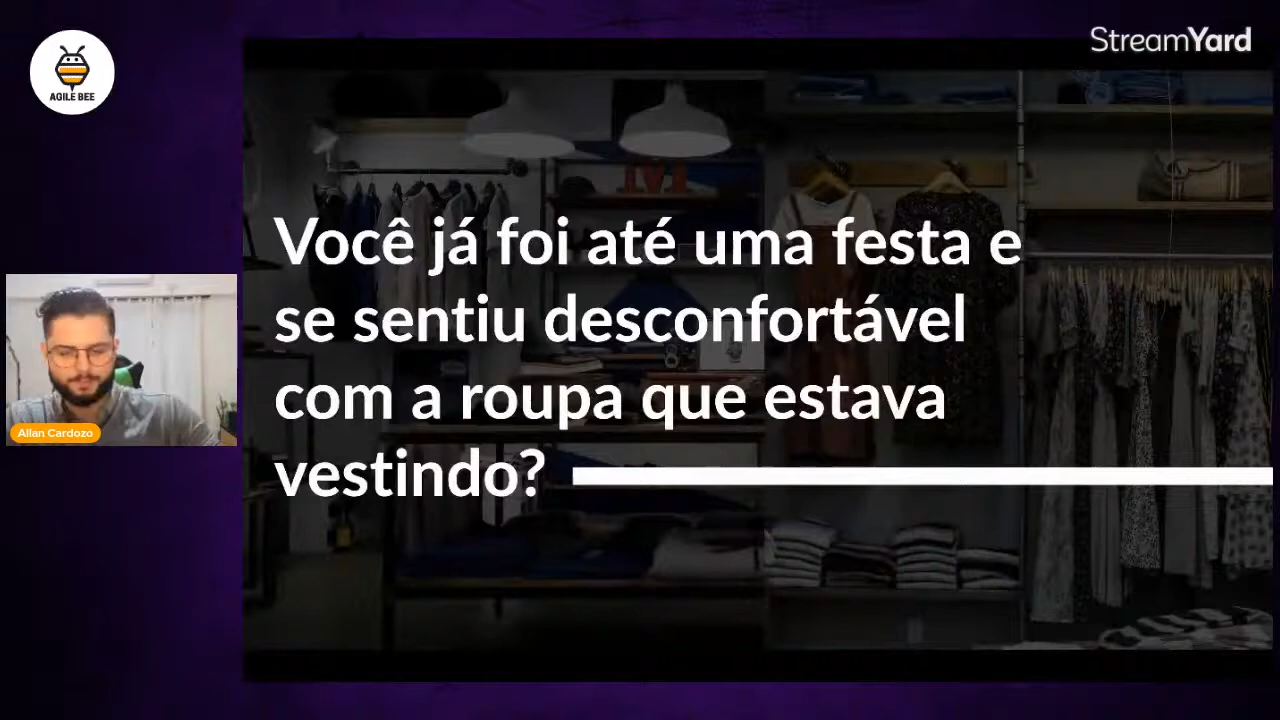 AGILE BEE
StreamYard
Você já foi até uma festa e
se sentiu desconfortável
com a roupa que estava
vestindo?
Allan Cardozo